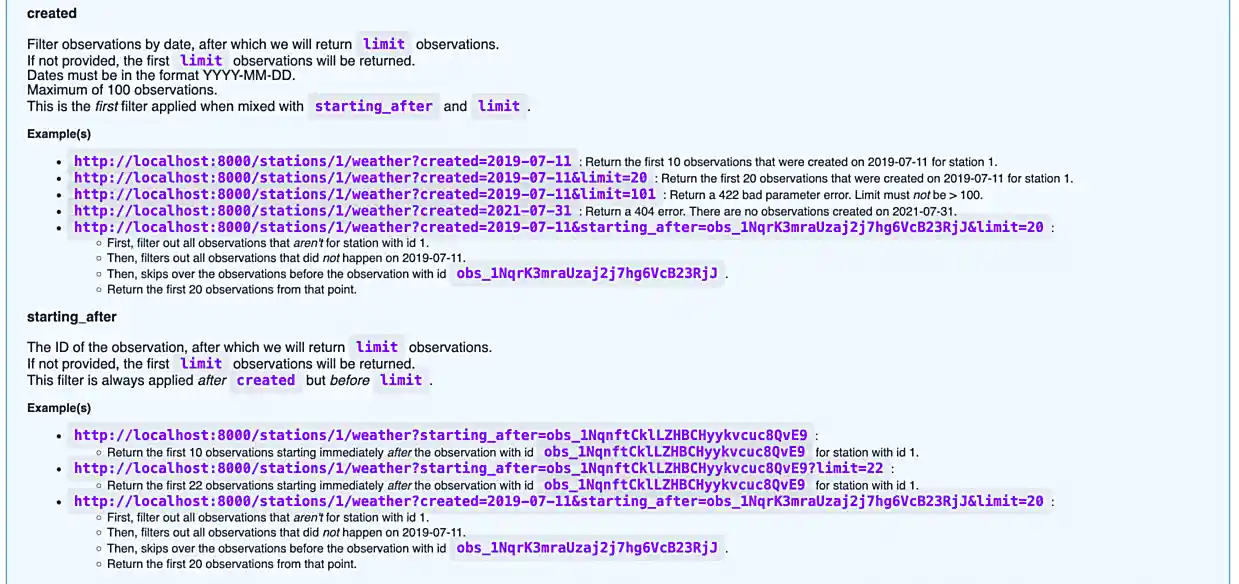 created
Filter observations by date, after which we will return limit observations.
If not provided, the first limit observations will be returned.
Dates must be in the format YYYY-MM-DD.
Maximum of 100 observations.
This is the first filter applied when mixed with starting_after and limit.
Example(s)
• http://localhost:8000/stations/1/weather?created=2019-07-11 : Return the first 10 observations that were created on 2019-07-11 for station 1.
• http://localhost:8000/stations/1/weather?created=2019-07-11&limit=20 : Return the first 20 observations that were created on 2019-07-11 for station 1.
• http://localhost:8000/stations/1/weather?created=2019-07-11&limit=101 : Return a 422 bad parameter error. Limit must not be > 100.
• http://localhost:8000/stations/1/weather?created=2021-07-31 : Return a 404 error. There are no observations created on 2021-07-31.
• http://localhost:8000/stations/1/weather?created=2019-07-11&starting_after=obs_1NqrK3mraUzaj2j7hg6VcB23RjJ&limit=20 :
◦ First, filter out all observations that aren't for station with id 1.
◦ Then, filters out all observations that did not happen on 2019-07-11.
◦ Then, skips over the observations before the observation with id obs_1NqrK3mraUzaj2j7hg6VcB23RjJ .
◦ Return the first 20 observations from that point.
starting_after
The ID of the observation, after which we will return limit observations.
If not provided, the first limit observations will be returned.
This filter is always applied after created but before limit .
Example(s)
• http://localhost:8000/stations/1/weather?starting_after=obs_1NqnftCklLZHBCHyykvcuc8QvE9 :
◦ Return the first 10 observations starting immediately after the observation with id obs_1NqnftCklLZHBCHyykvcuc8QvE9 for station with id 1.
• http://localhost:8000/stations/1/weather?starting_after=obs_1NqnftCklLZHBCHyykvcuc8QvE9?limit=22 :
◦ Return the first 22 observations starting immediately after the observation with id obs_1NqnftCklLZHBCHyykvcuc8QvE9 for station with id 1.
• http://localhost:8000/stations/1/weather?created=2019-07-11&starting_after=obs_1NqrK3mraUzaj2j7hg6VcB23RjJ&limit=20 :
◦ First, filter out all observations that aren't for station with id 1.
◦ Then, filters out all observations that did not happen on 2019-07-11.
◦ Then, skips over the observations before the observation with id obs_1NqrK3mraUzaj2j7hg6VcB23RjJ .
◦ Return the first 20 observations from that point.